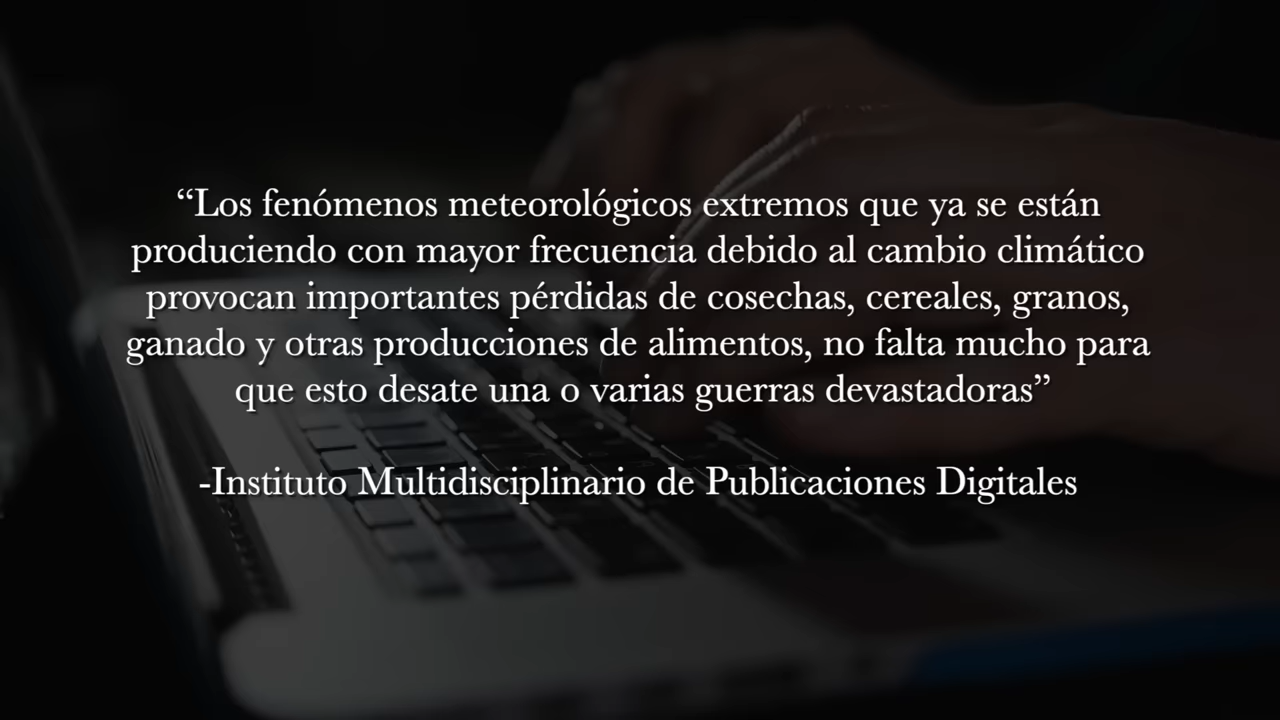 “Los fenómenos meteorológicos extremos que ya se están
produciendo con mayor frecuencia debido al cambio climático
provocan importantes pérdidas de cosechas, cereales, granos,
ganado y otras producciones de alimentos, no falta mucho para
que esto desate una o varias guerras devastadoras”
-Instituto Multidisciplinario de Publicaciones Digitales